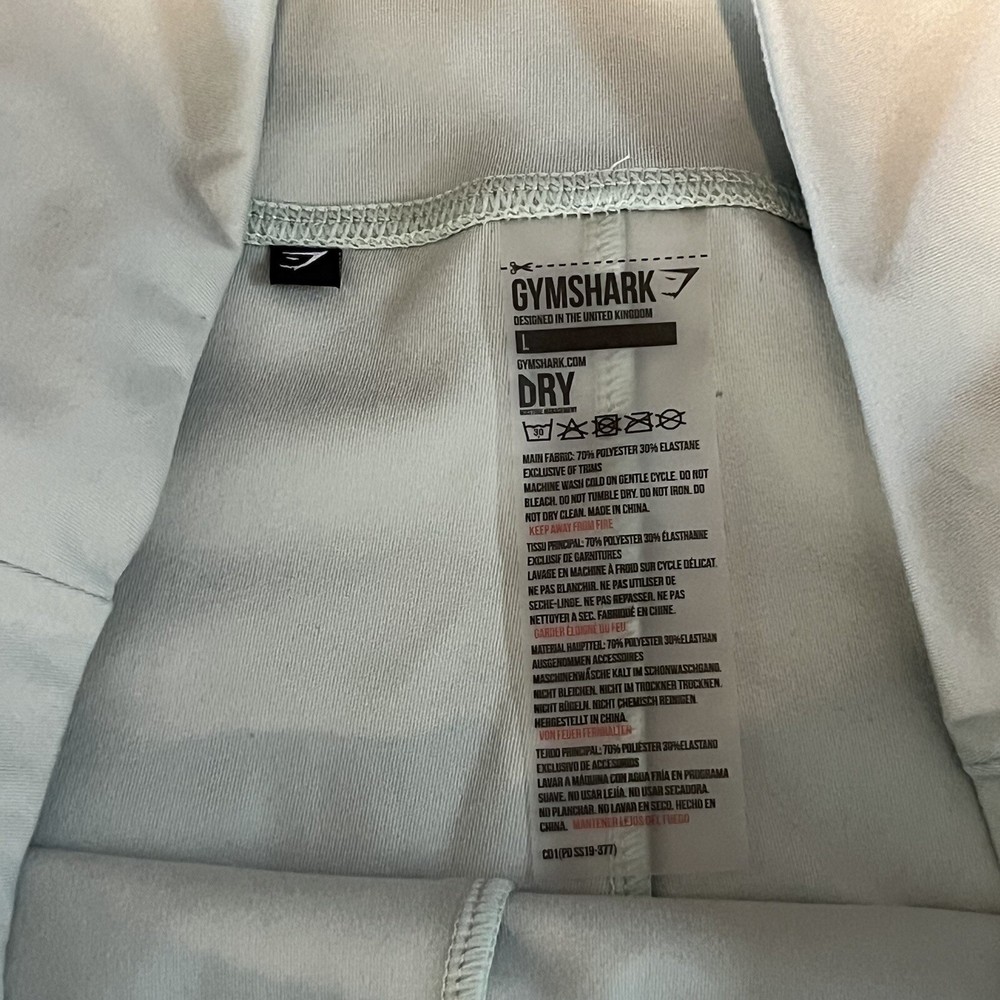 GYMSHARK
DESIGNED IN THE UNITED KINGDOM
L
GYMSHARK.COM
DRY
30
MAIN FABRIC: 70% POLYESTER 30% ELASTANE
EXCLUSIVE OF TRIMS
MACHINE WASH COLD ON GENTLE CYCLE. DO NOT
BLEACH. DO NOT TUMBLE DRY. DO NOT IRON. DO
NOT DRY CLEAN. MADE IN CHINA.
KEEP AWAY FROM FIRE
TISSU PRINCIPAL: 70% POLYESTER 30% ÉLASTHANNE
EXCLUSIF DE GARNITURES
LAVAGE EN MACHINE À FROID SUR CYCLE DÉLICAT.
NE PAS BLANCHIR. NE PAS UTILISER DE
SECHE-LINGE. NE PAS REPASSER. NE PAS
NETTOYER A SEC. FABRIQUÉ EN CHINE.
GARDER ÉLOIGNÉ DU FEU
MATERIAL HAUPTTEIL: 70% POLYESTER 30%ELASTHAN
AUSGENOMMEN ACCESSOIRES
MASCHINENWÄSCHE KALT IM SCHONWASCHGANG.
NICHT BLEICHEN. NICHT IM TROCKNER TROCKNEN.
NICHT BÜGELN. NICHT CHEMISCH REINIGEN.
HERGESTELLT IN CHINA.
VON FEUER FERNHALTEN
TEJIDO PRINCIPAL: 70% POLIÉSTER 30%ELASTANO
EXCLUSIVO DE ACCESORIOS
LAVAR A MÁQUINA CON AGUA FRÍA EN PROGRAMA
SUAVE. NO USAR LEJÍA. NO USAR SECADORA.
NO PLANCHAR. NO LAVAR EN SECO. HECHO EN
CHINA. MANTENER LEJOS DEL FUEGO
CD1(PD SS19-377)